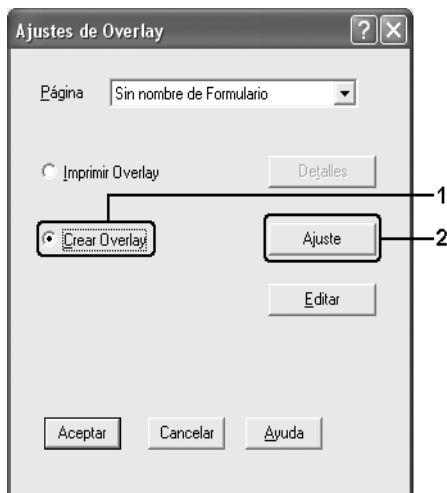 Ajustes de Overlay
Página Sin nombre de Formulario
Imprimir Overlay Detalles
1
Crear Overlay Ajuste 2
Editar
Aceptar Cancelar Ayuda